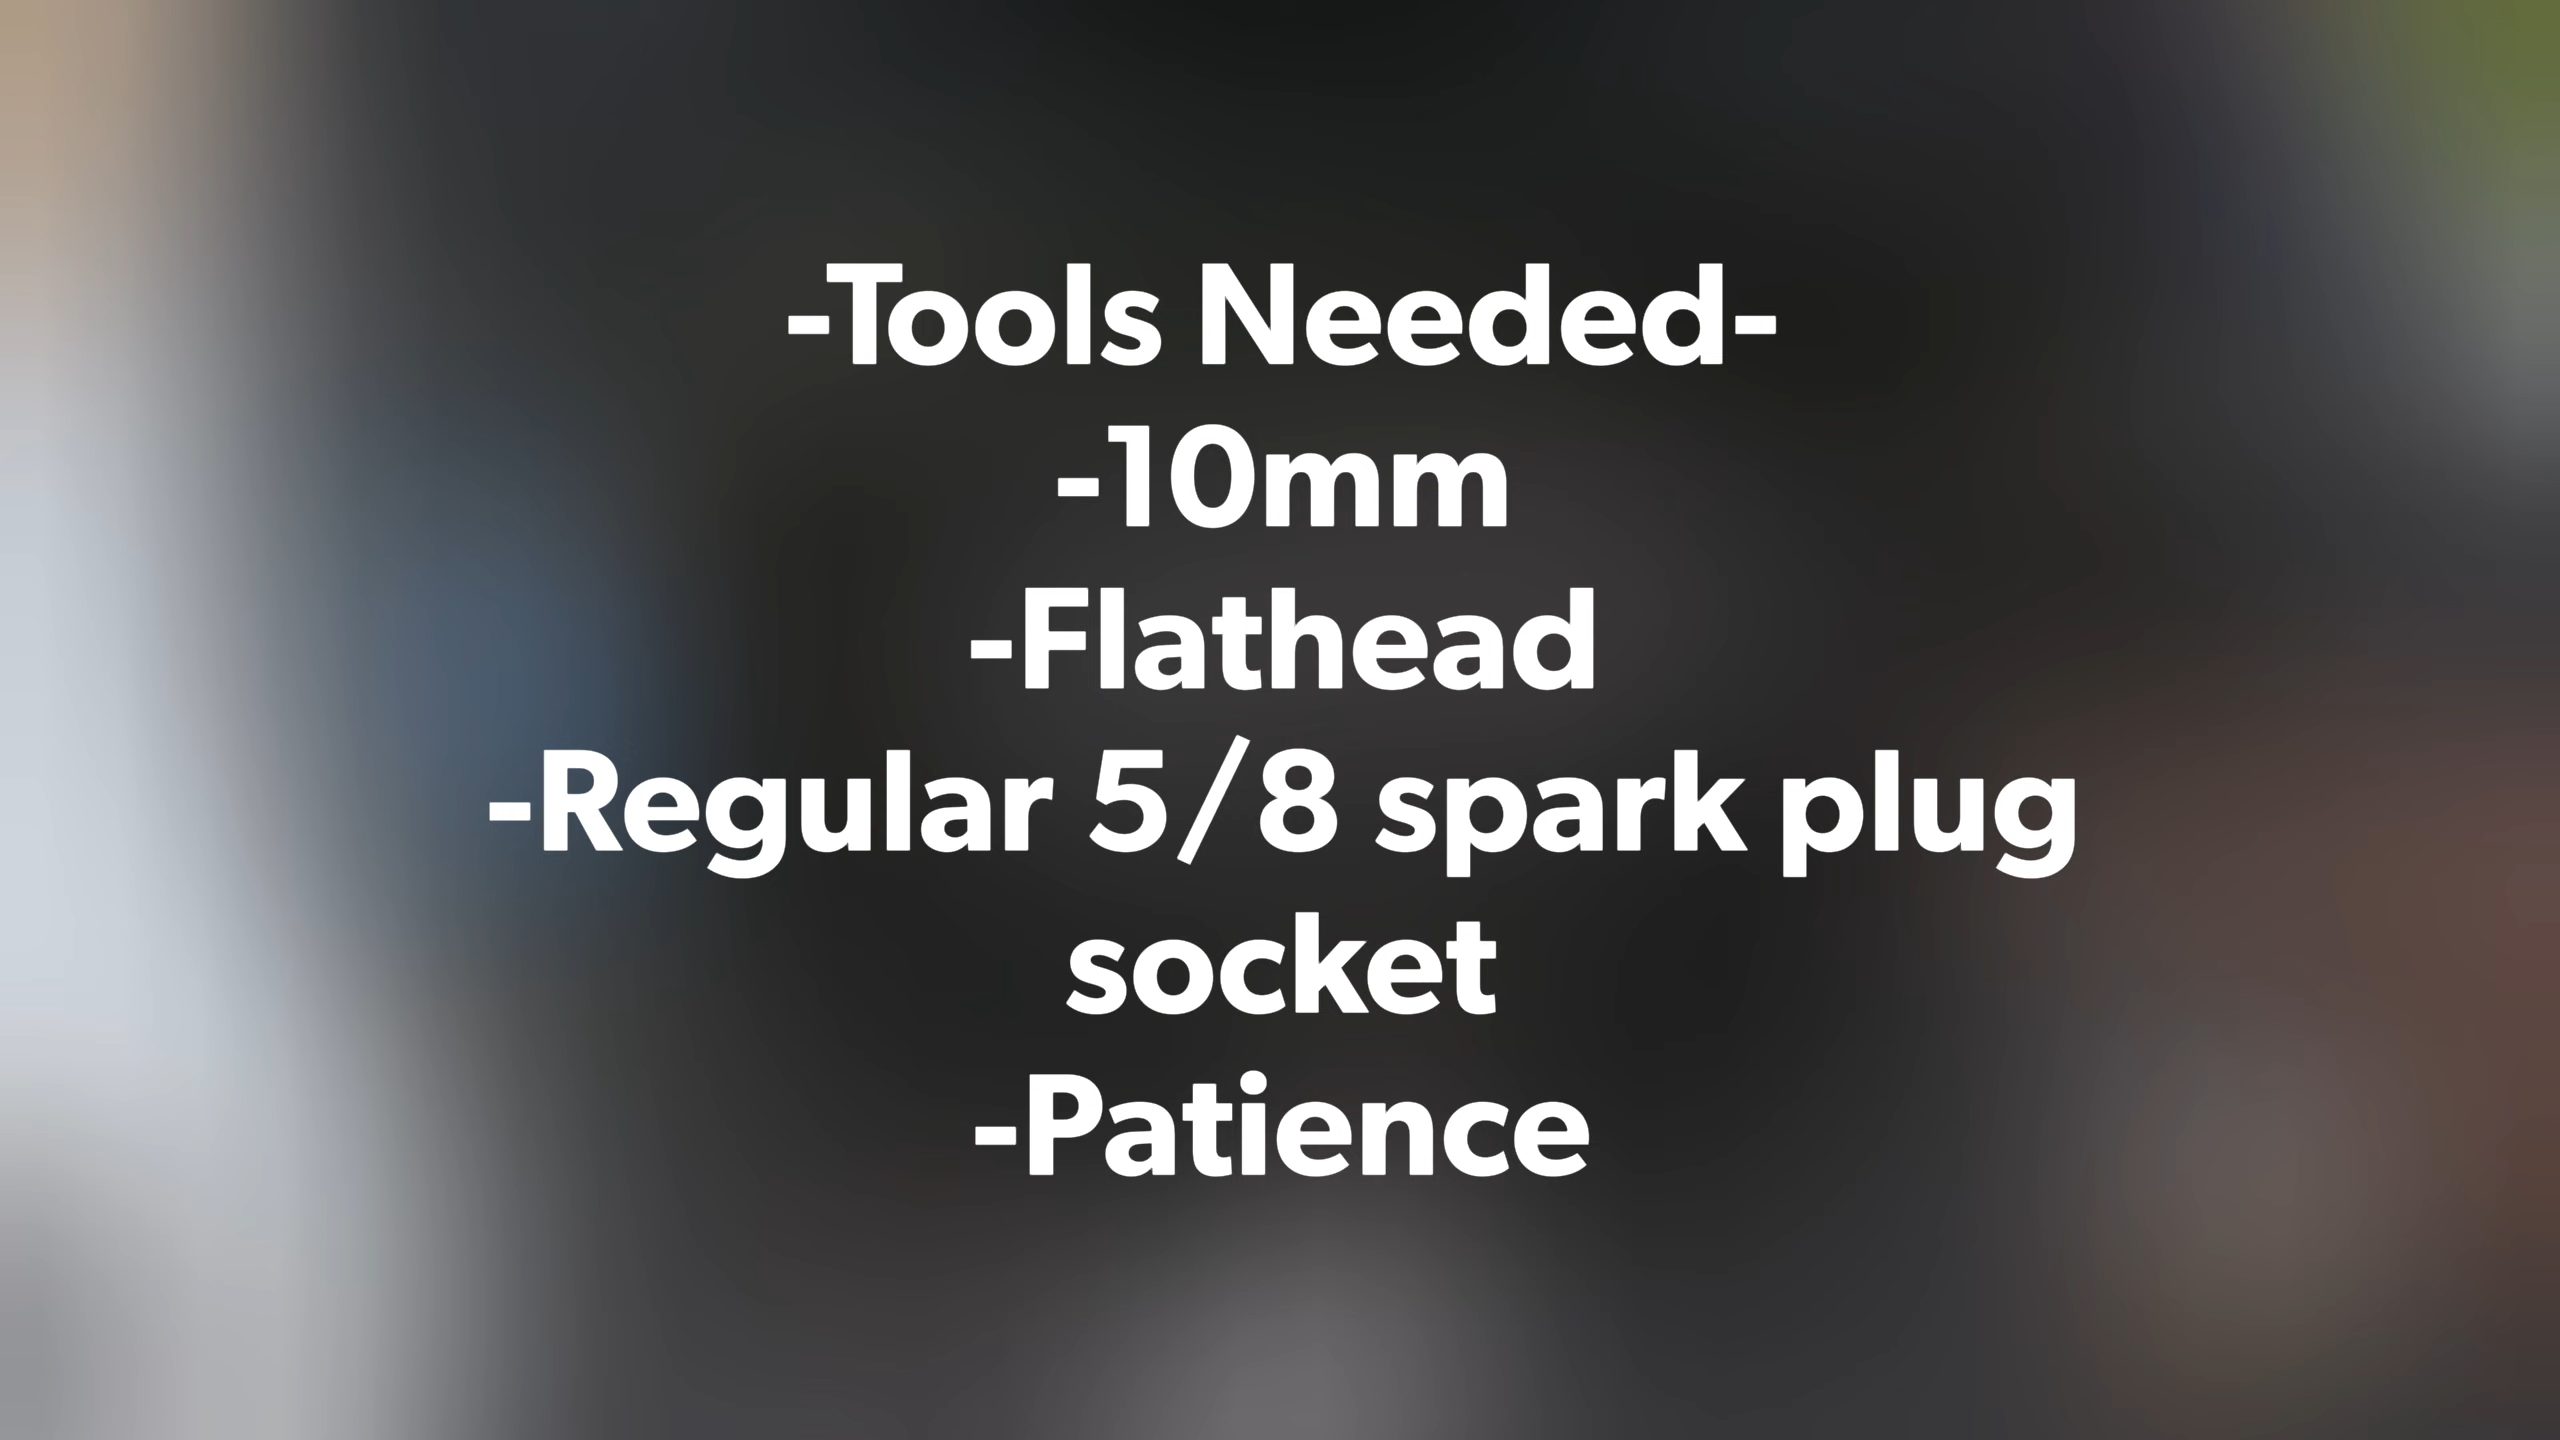 -Tools Needed-
-10mm
-Flathead
-Regular 5/8 spark plug
socket
-Patience